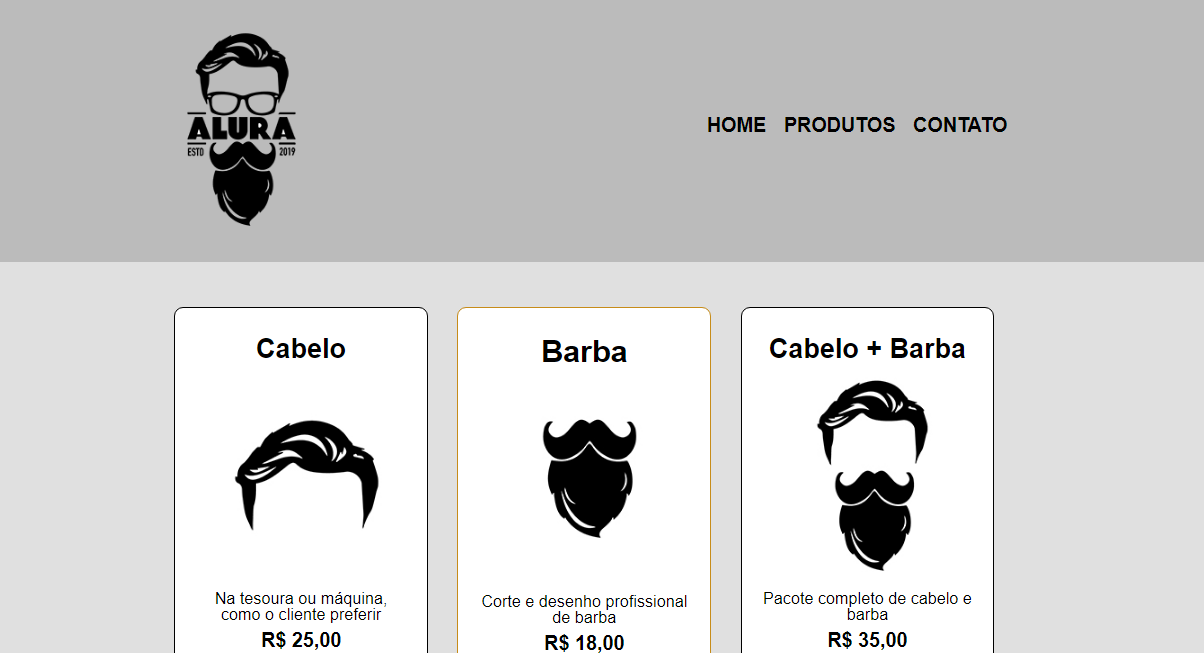 ALURA
ESTD 2019
HOME PRODUTOS CONTATO
Cabelo
Na tesoura ou máquina,
como o cliente preferir
R$ 25,00
Barba
Corte e desenho profissional
de barba
R$ 18,00
Cabelo + Barba
Pacote completo de cabelo e
barba
R$ 35,00